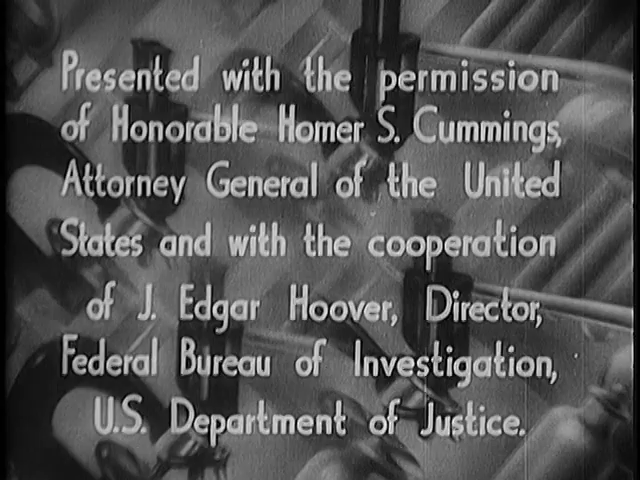 Presented with the permission
of Honorable Homer S. Cummings,
Attorney General of the United
States and with the cooperation
of J. Edgar Hoover, Director,
Federal Bureau of Investigation,
U.S. Department of Justice.